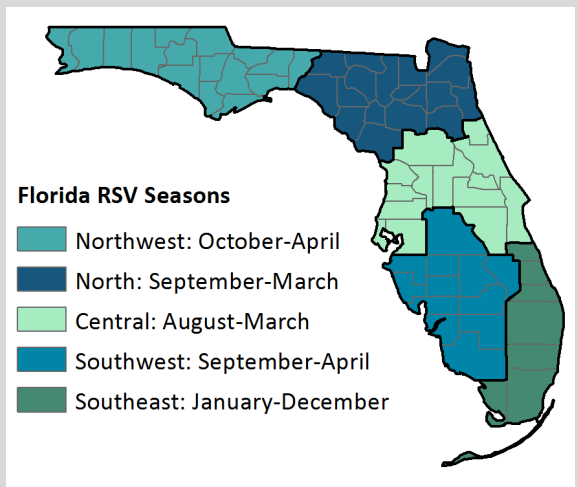 Florida RSV Seasons
Northwest: October-April
North: September-March
Central: August-March
Southwest: September-April
Southeast: January-December